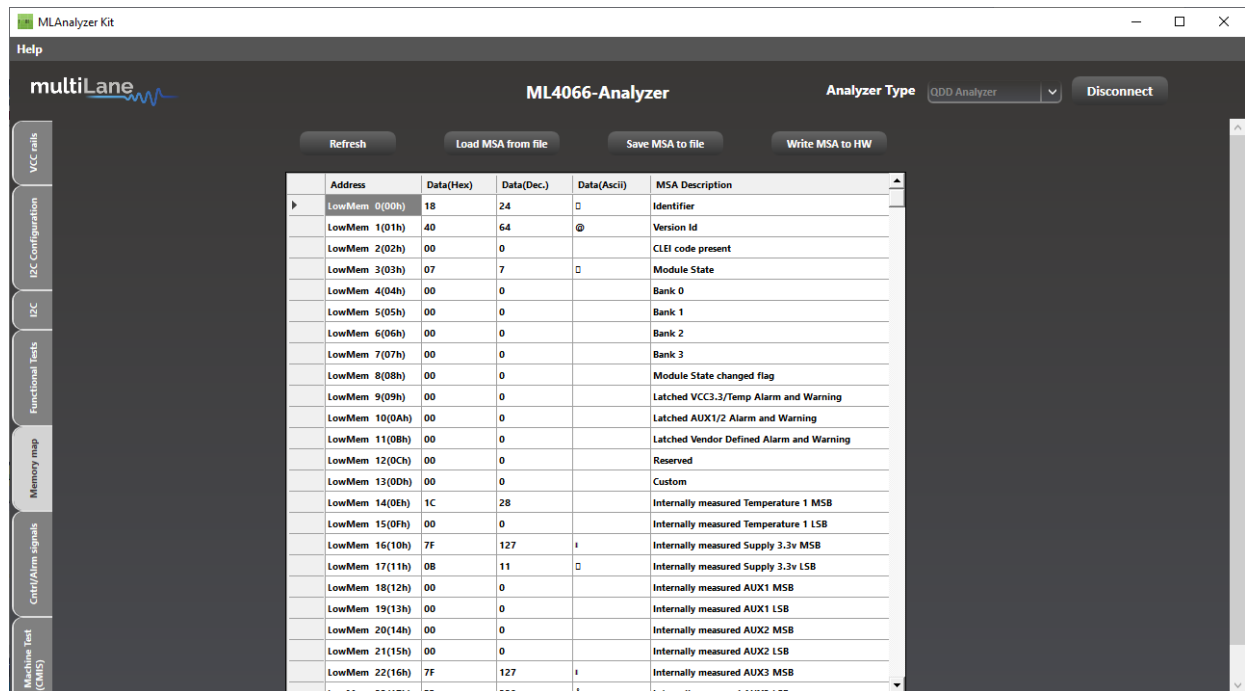 MLAnalyzer Kit
Help
multiLane
ML4066-Analyzer
Analyzer Type QDD Analyzer Disconnect
VCC rails
I2C Configuration
I2C
Functional Tests
Memory map
Cntrl/Alrm signals
Machine Test
(CMIS)
Refresh Load MSA from file Save MSA to file Write MSA to HW
Address Data(Hex) Data(Dec.) Data(Ascii) MSA Description
LowMem 0(00h) 18 24 Identifier
LowMem 1(01h) 40 64 @ Version Id
LowMem 2(02h) 00 0 CLEI code present
LowMem 3(03h) 07 7 Module State
LowMem 4(04h) 00 0 Bank 0
LowMem 5(05h) 00 0 Bank 1
LowMem 6(06h) 00 0 Bank 2
LowMem 7(07h) 00 0 Bank 3
LowMem 8(08h) 00 0 Module State changed flag
LowMem 9(09h) 00 0 Latched VCC3.3/Temp Alarm and Warning
LowMem 10(0Ah) 00 0 Latched AUX1/2 Alarm and Warning
LowMem 11(0Bh) 00 0 Latched Vendor Defined Alarm and Warning
LowMem 12(0Ch) 00 0 Reserved
LowMem 13(0Dh) 00 0 Custom
LowMem 14(0Eh) 1C 28 Internally measured Temperature 1 MSB
LowMem 15(0Fh) 00 0 Internally measured Temperature 1 LSB
LowMem 16(10h) 7F 127 Internally measured Supply 3.3v MSB
LowMem 17(11h) 0B 11 Internally measured Supply 3.3v LSB
LowMem 18(12h) 00 0 Internally measured AUX1 MSB
LowMem 19(13h) 00 0 Internally measured AUX1 LSB
LowMem 20(14h) 00 0 Internally measured AUX2 MSB
LowMem 21(15h) 00 0 Internally measured AUX2 LSB
LowMem 22(16h) 7F 127 Internally measured AUX3 MSB